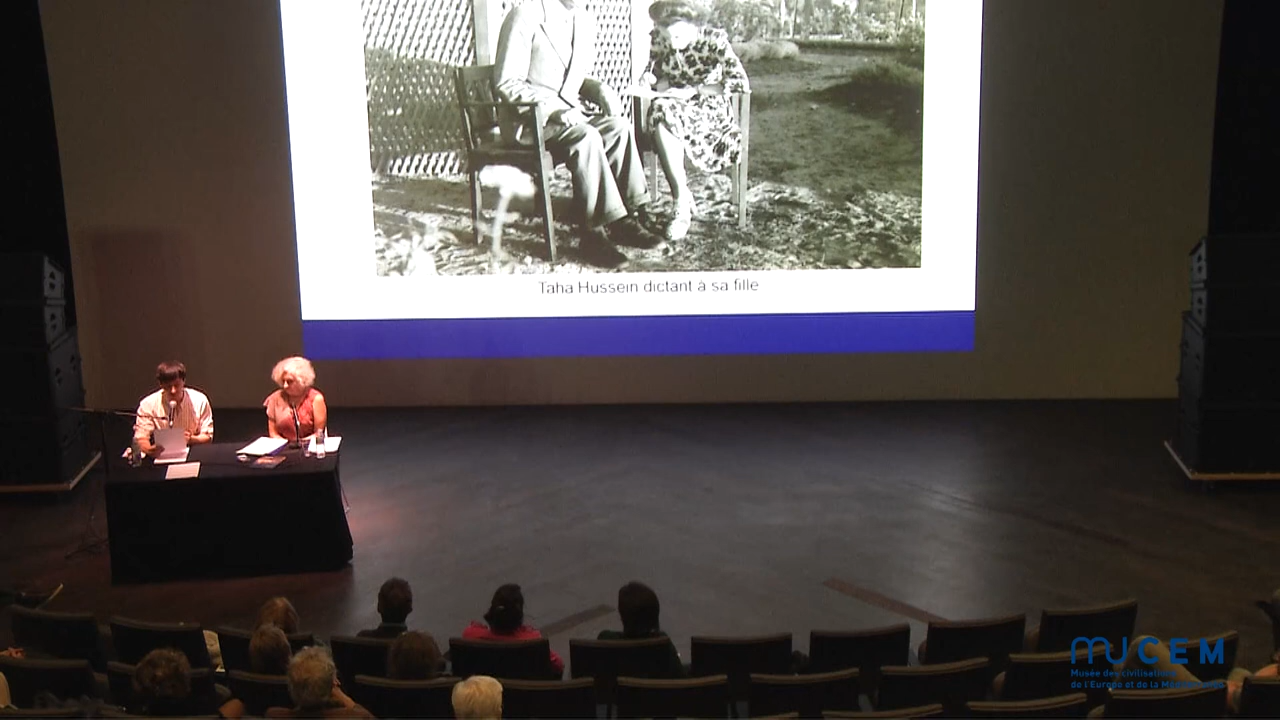 Taha Hussein dictant à sa fille
MUCEM
Musée des civilisations
de l'Europe et de la Méditerranée